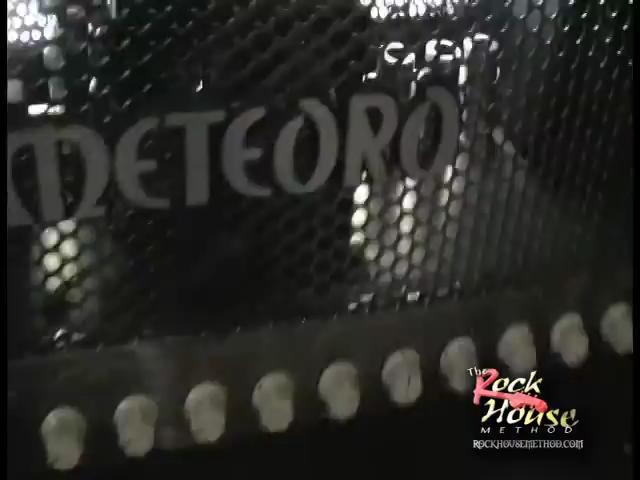 METEORO
The
Rock
House
METHOD
ROCKHOUSEMETHOD.COM